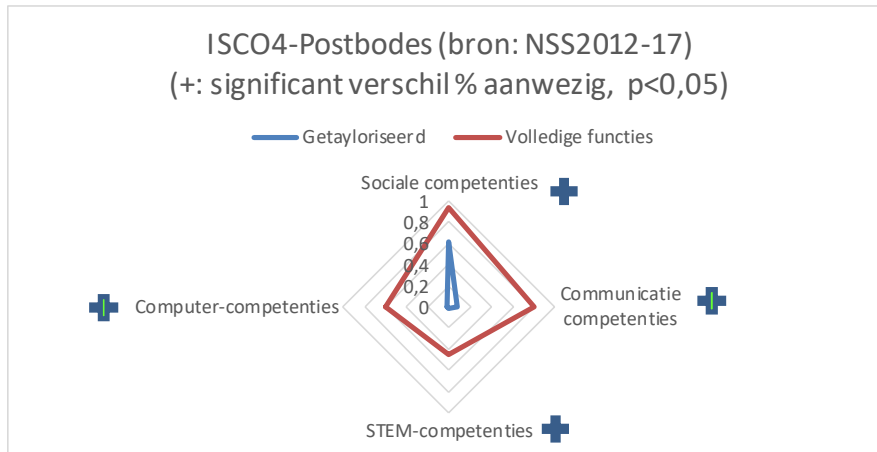 ISCO4-Postbodes (bron: NSS2012-17)
(+: significant verschil % aanwezig, p<0,05)
Getayloriseerd
Volledige functies
Sociale competenties
1
0,8
0,6
0,4
0,2
0
Computer-competenties
Communicatie
competenties
STEM-competenties